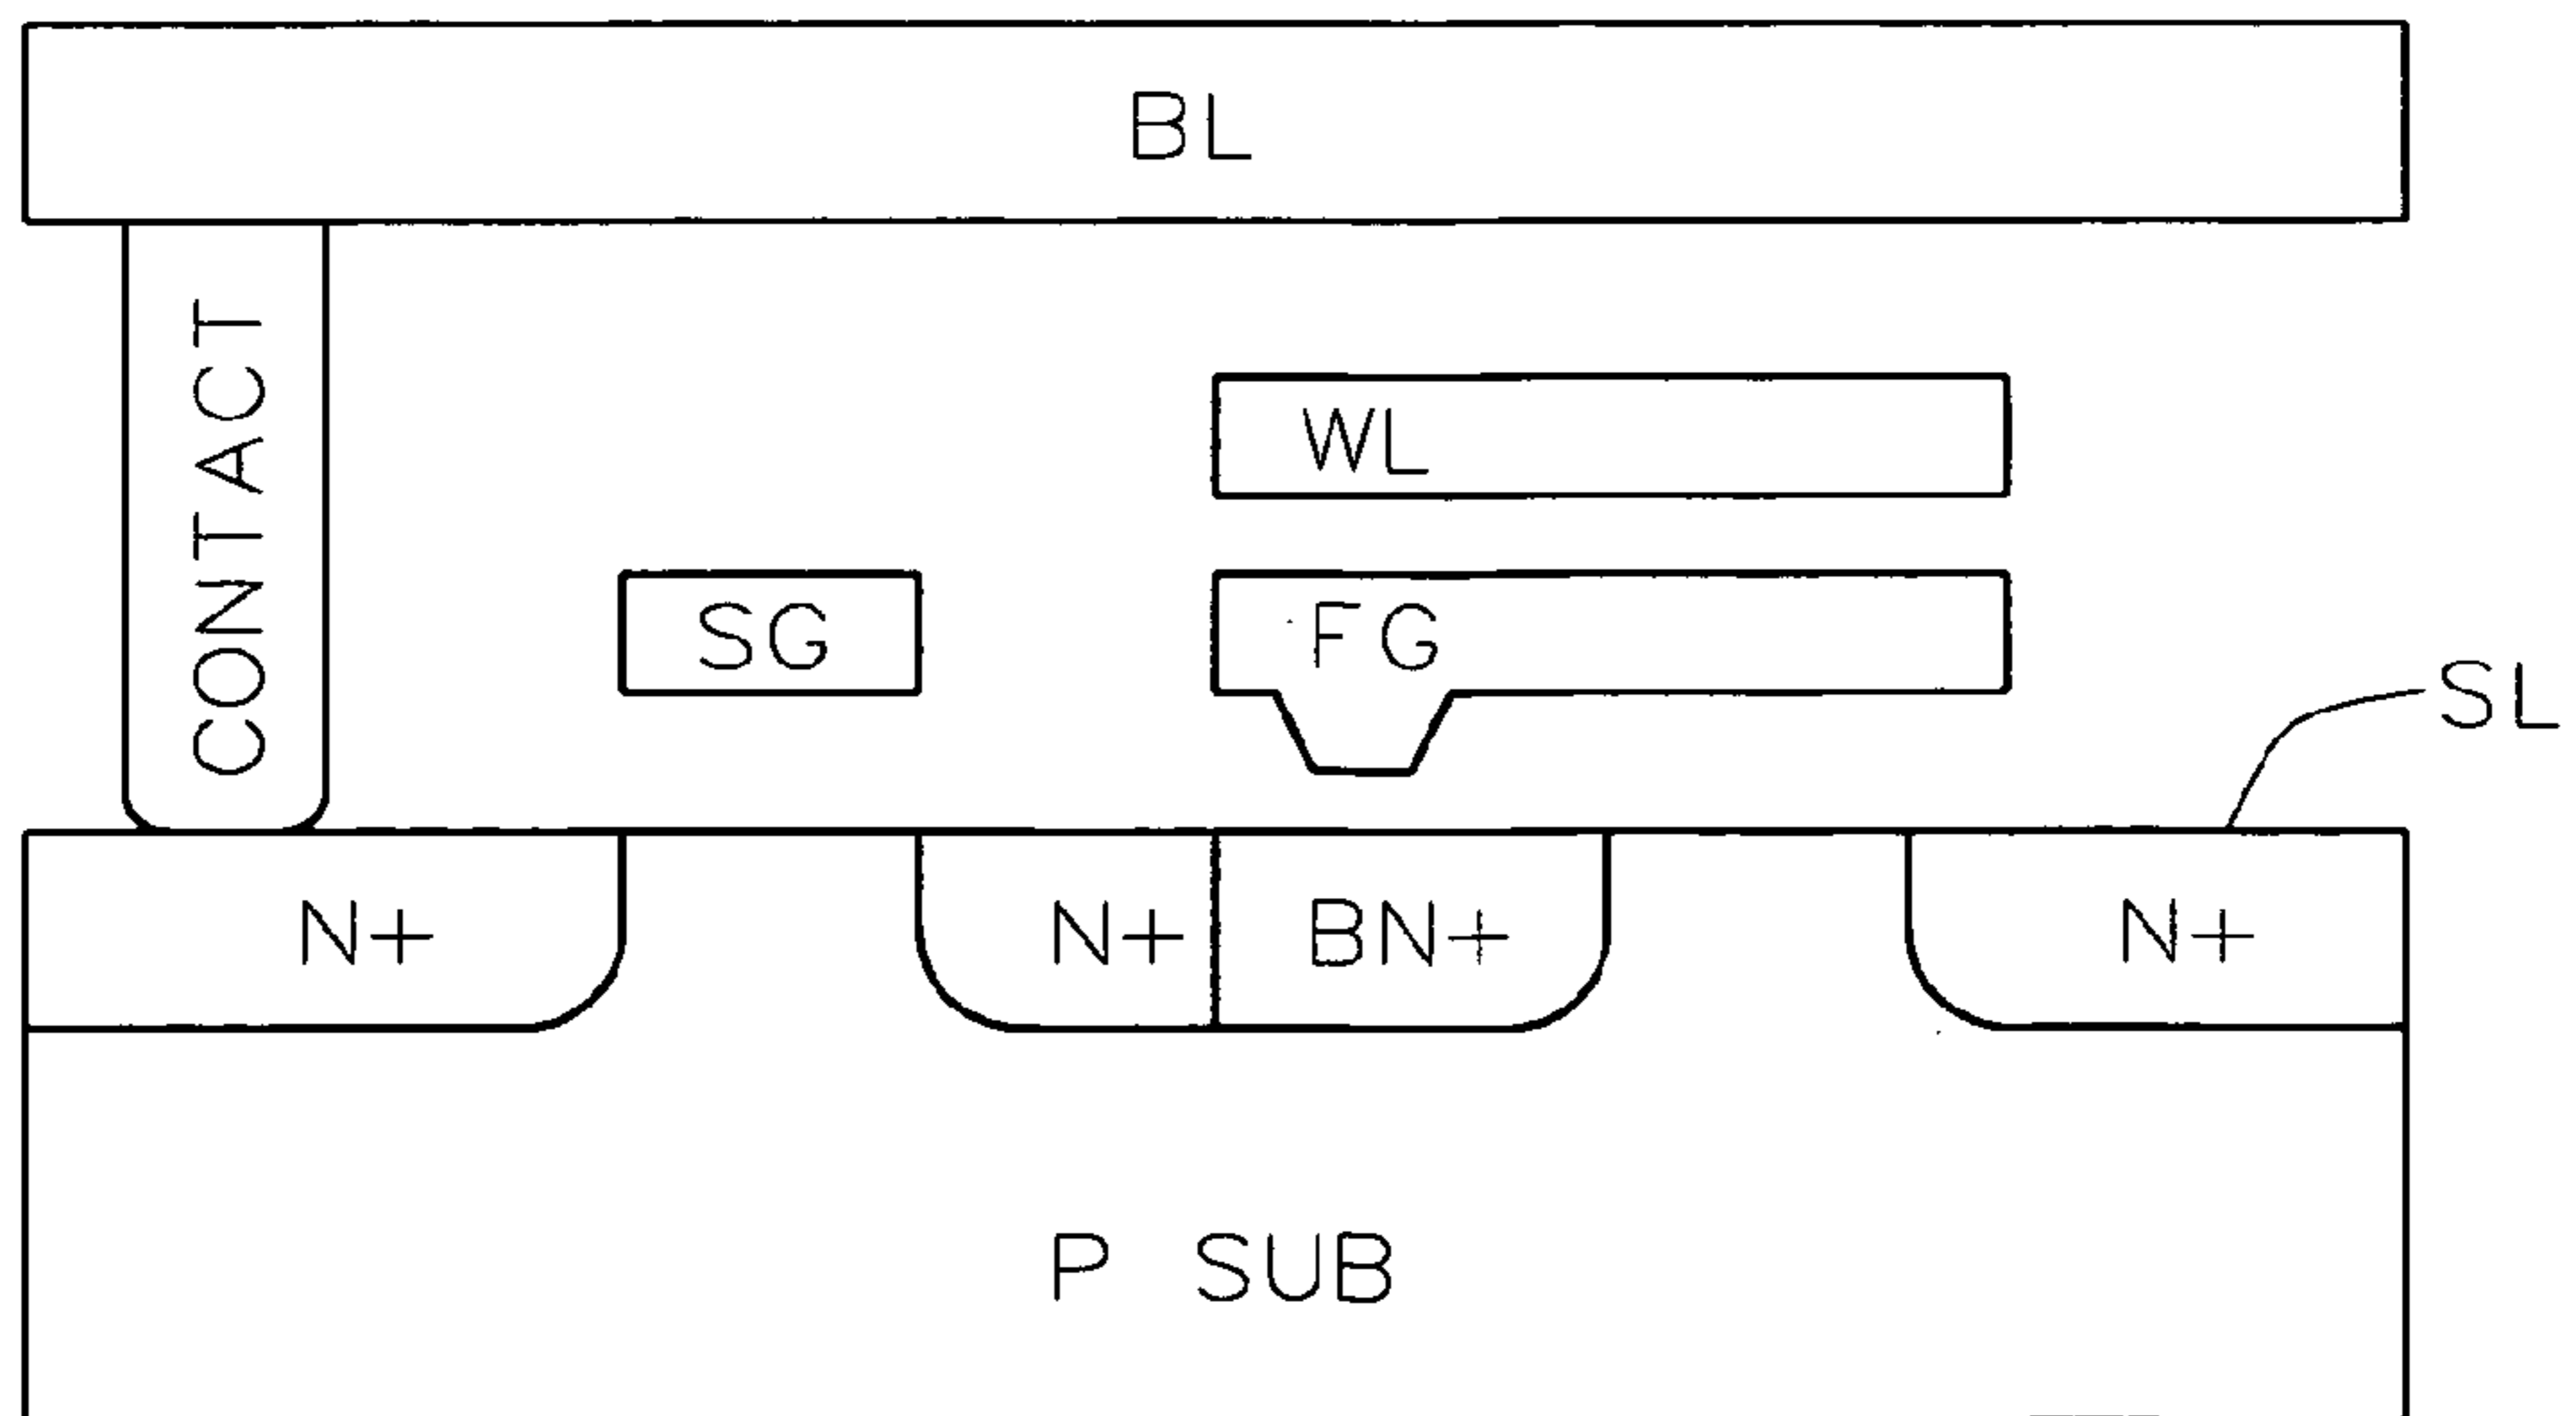 BL
CONTACT
WL
SG
FG
SL
N+
N+
BN+
N+
P SUB